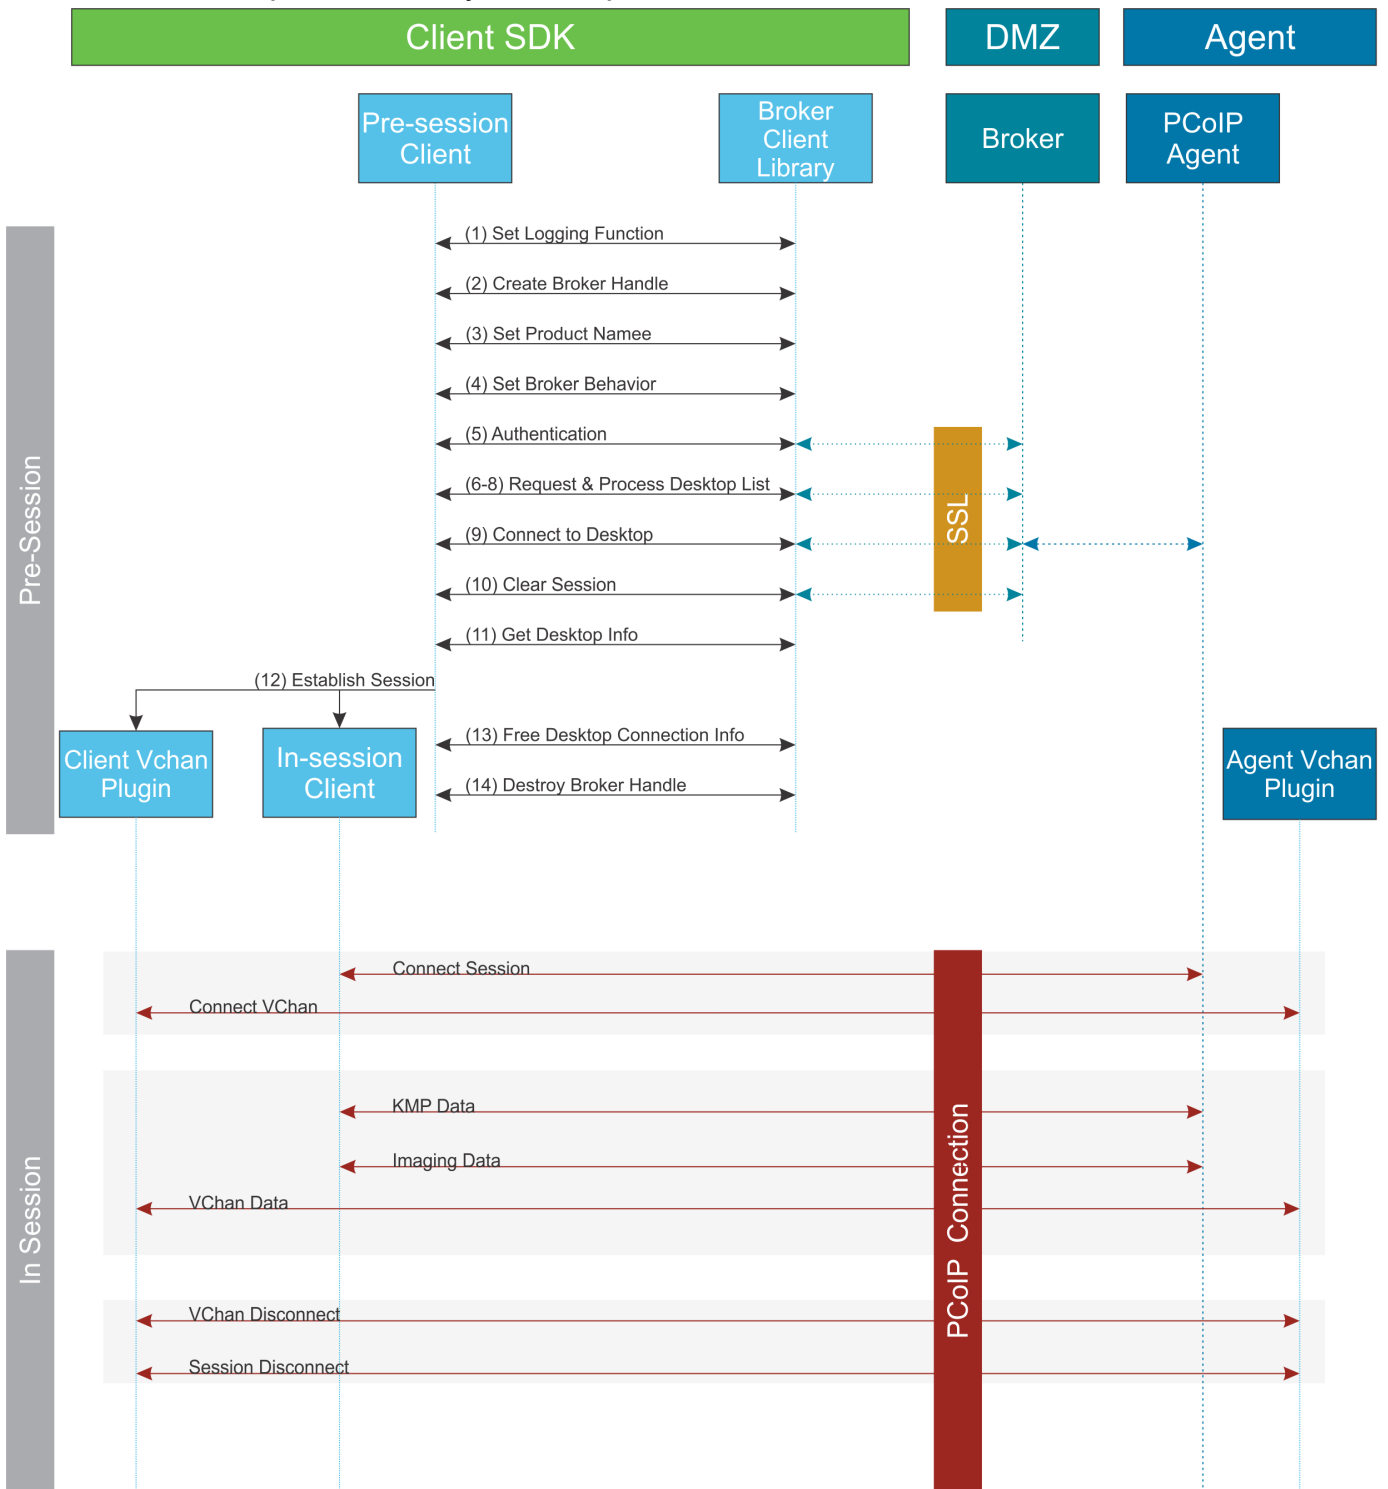 Client SDK
DMZ
Agent
Pre-session
Client
Broker
Client
Library
Broker
PCoIP
Agent
Pre-Session
(1) Set Logging Function
(2) Create Broker Handle
(3) Set Product Namee
(4) Set Broker Behavior
(5) Authentication
(6-8) Request & Process Desktop List
(9) Connect to Desktop
(10) Clear Session
(11) Get Desktop Info
SSL
(12) Establish Session
Client Vchan
Plugin
In-session
Client
(13) Free Desktop Connection Info
(14) Destroy Broker Handle
Agent Vchan
Plugin
In Session
Connect Session
Connect VChan
KMP Data
Imaging Data
VChan Data
VChan Disconnect
Session Disconnect
PCoIP Connection